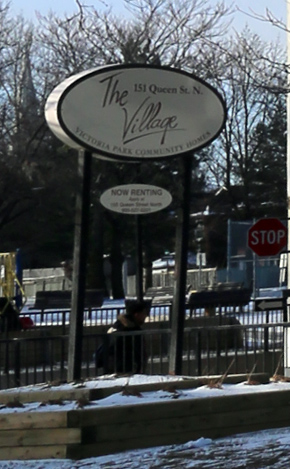 The 151 Queen St. N.
Village
VICTORIA PARK COMMUNITY HOMES
NOW RENTING
STOP